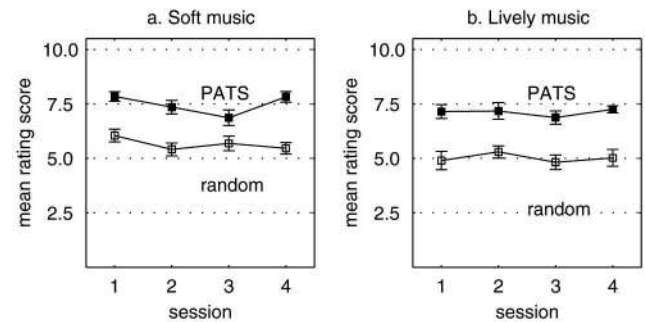 a. Soft music
mean rating score
10.0
7.5
5.0
2.5
PATS
random
1 2 3 4
session
b. Lively music
mean rating score
10.0
7.5
5.0
2.5
PATS
random
1 2 3 4
session